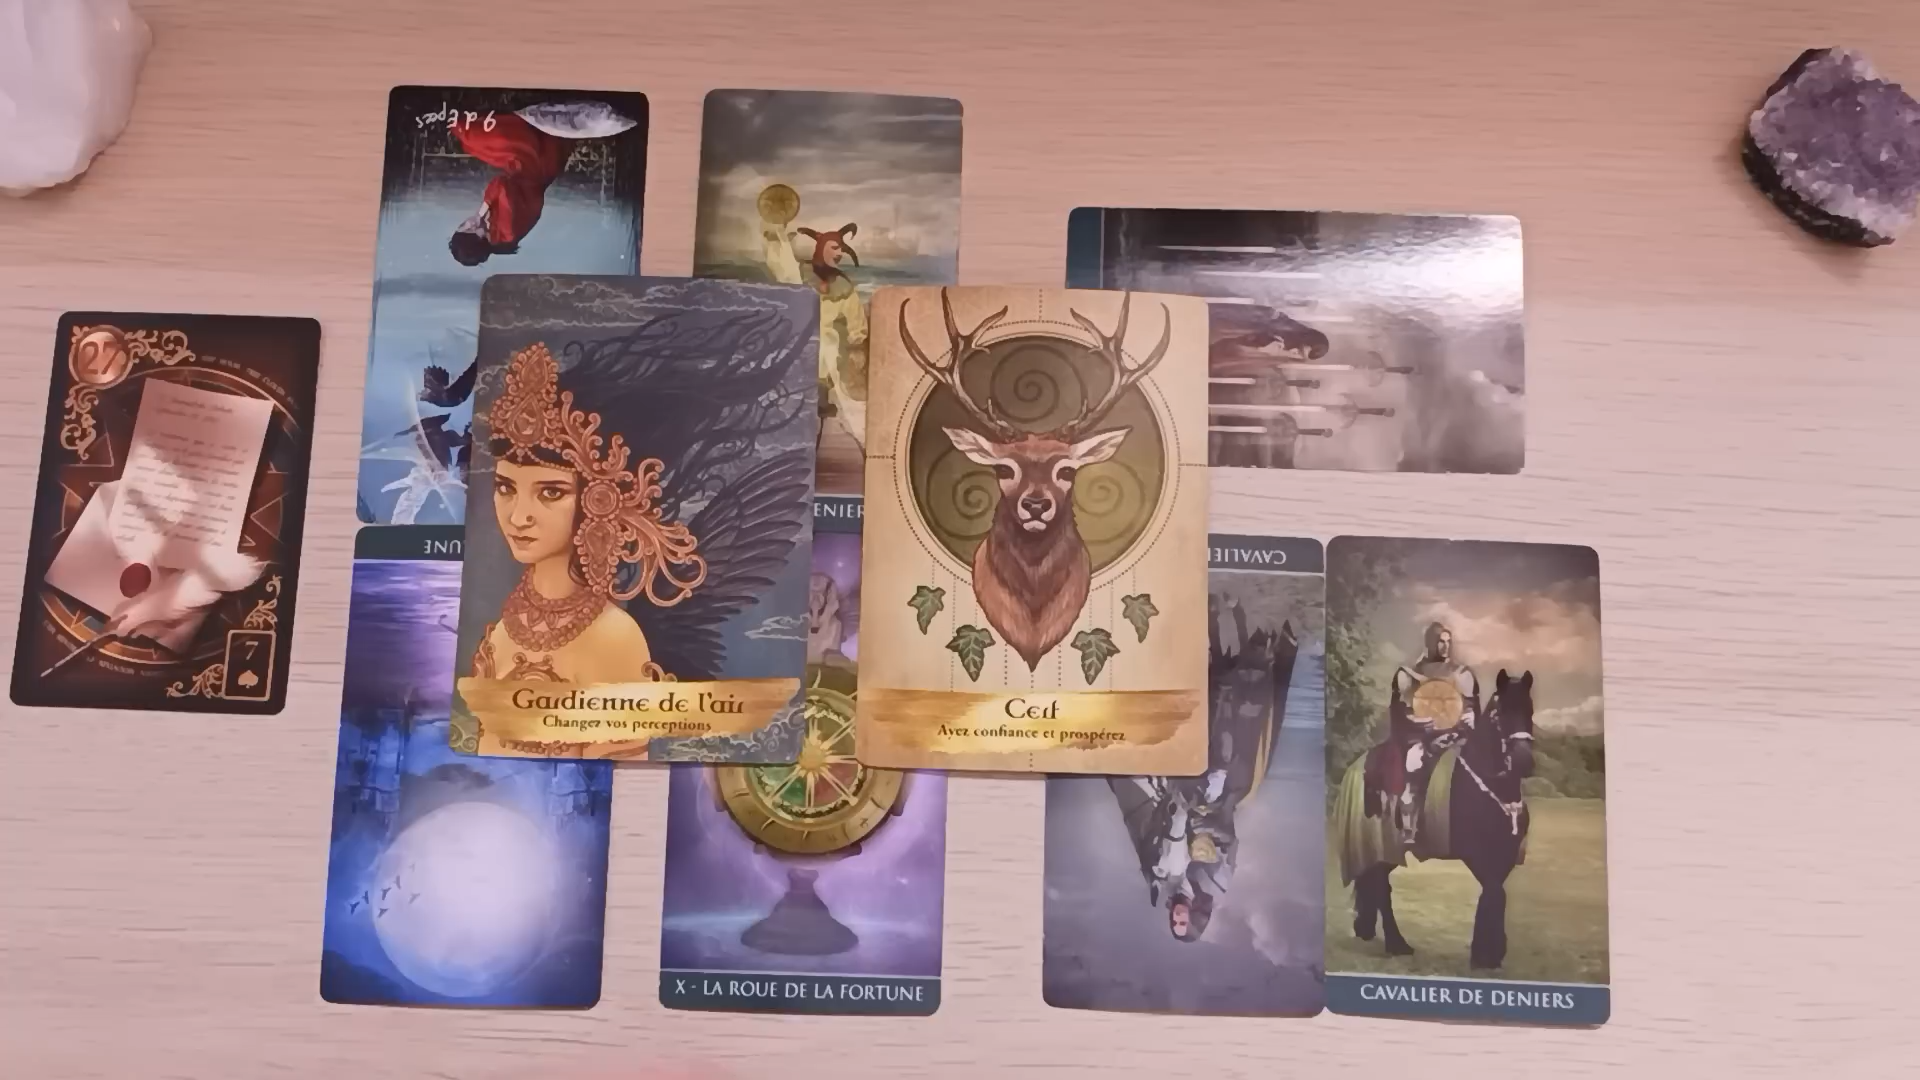 9 d'Epées
27
7
ENIER
UNE
CAVALIE
Gardienne de l'air
Changez vos perceptions
Cerf
Ayez confiance et prospérez
X - LA ROUE DE LA FORTUNE
CAVALIER DE DENIERS